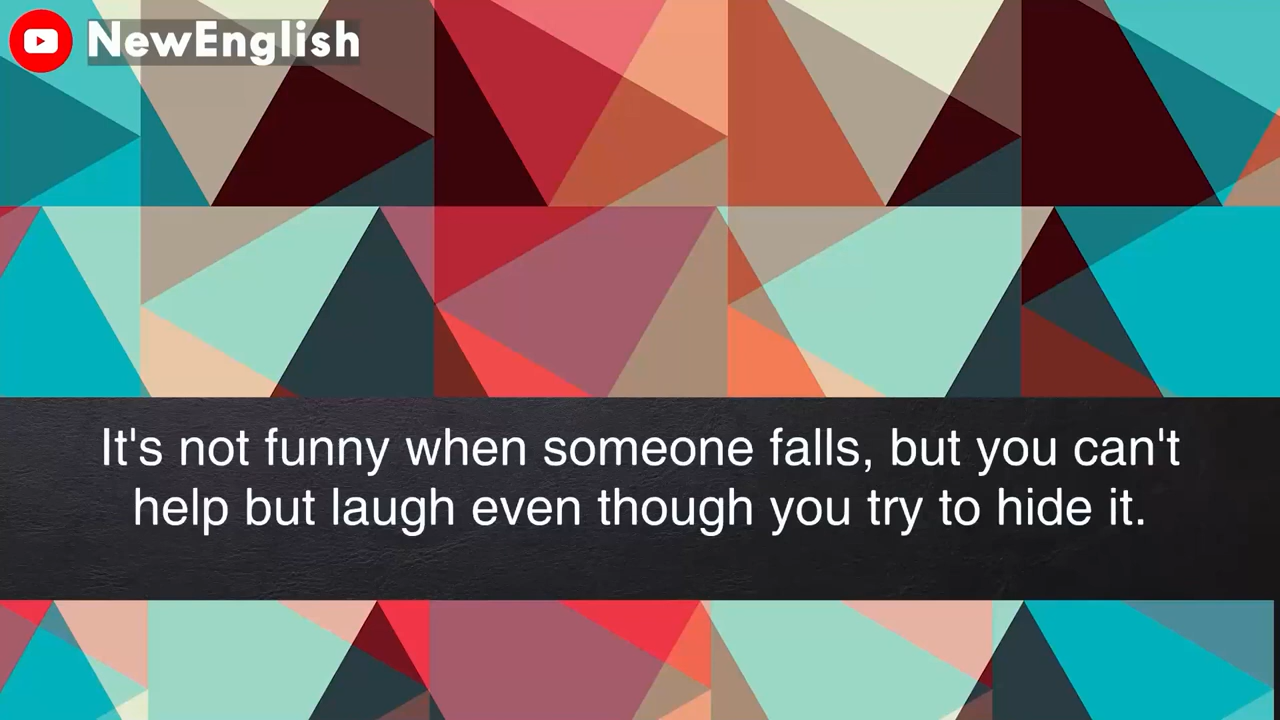 NewEnglish
It's not funny when someone falls, but you can't
help but laugh even though you try to hide it.